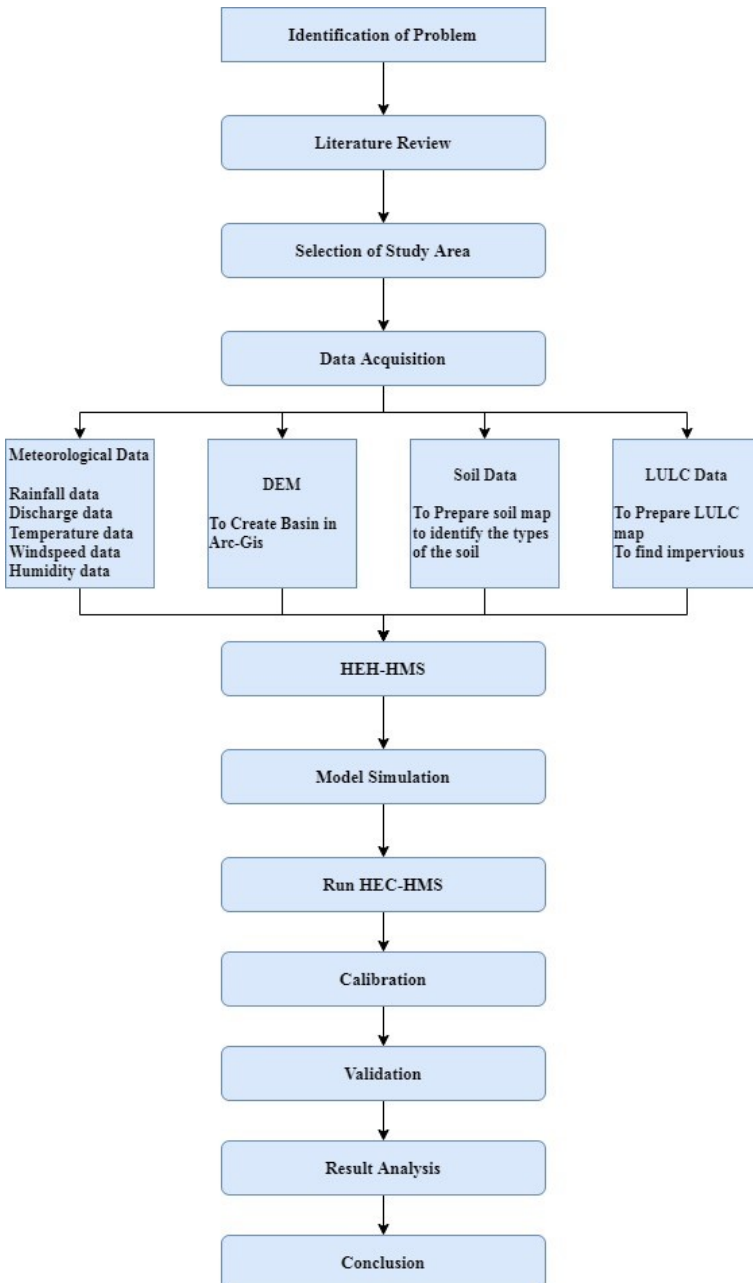 Identification of Problem
Literature Review
Selection of Study Area
Data Acquisition
Meteorological Data
Rainfall data
Discharge data
Temperature data
Windspeed data
Humidity data
DEM
To Create Basin in
Arc-Gis
Soil Data
To Prepare soil map
to identify the types
of the soil
LULC Data
To Prepare LULC
map
To find impervious
HEH-HMS
Model Simulation
Run HEC-HMS
Calibration
Validation
Result Analysis
Conclusion